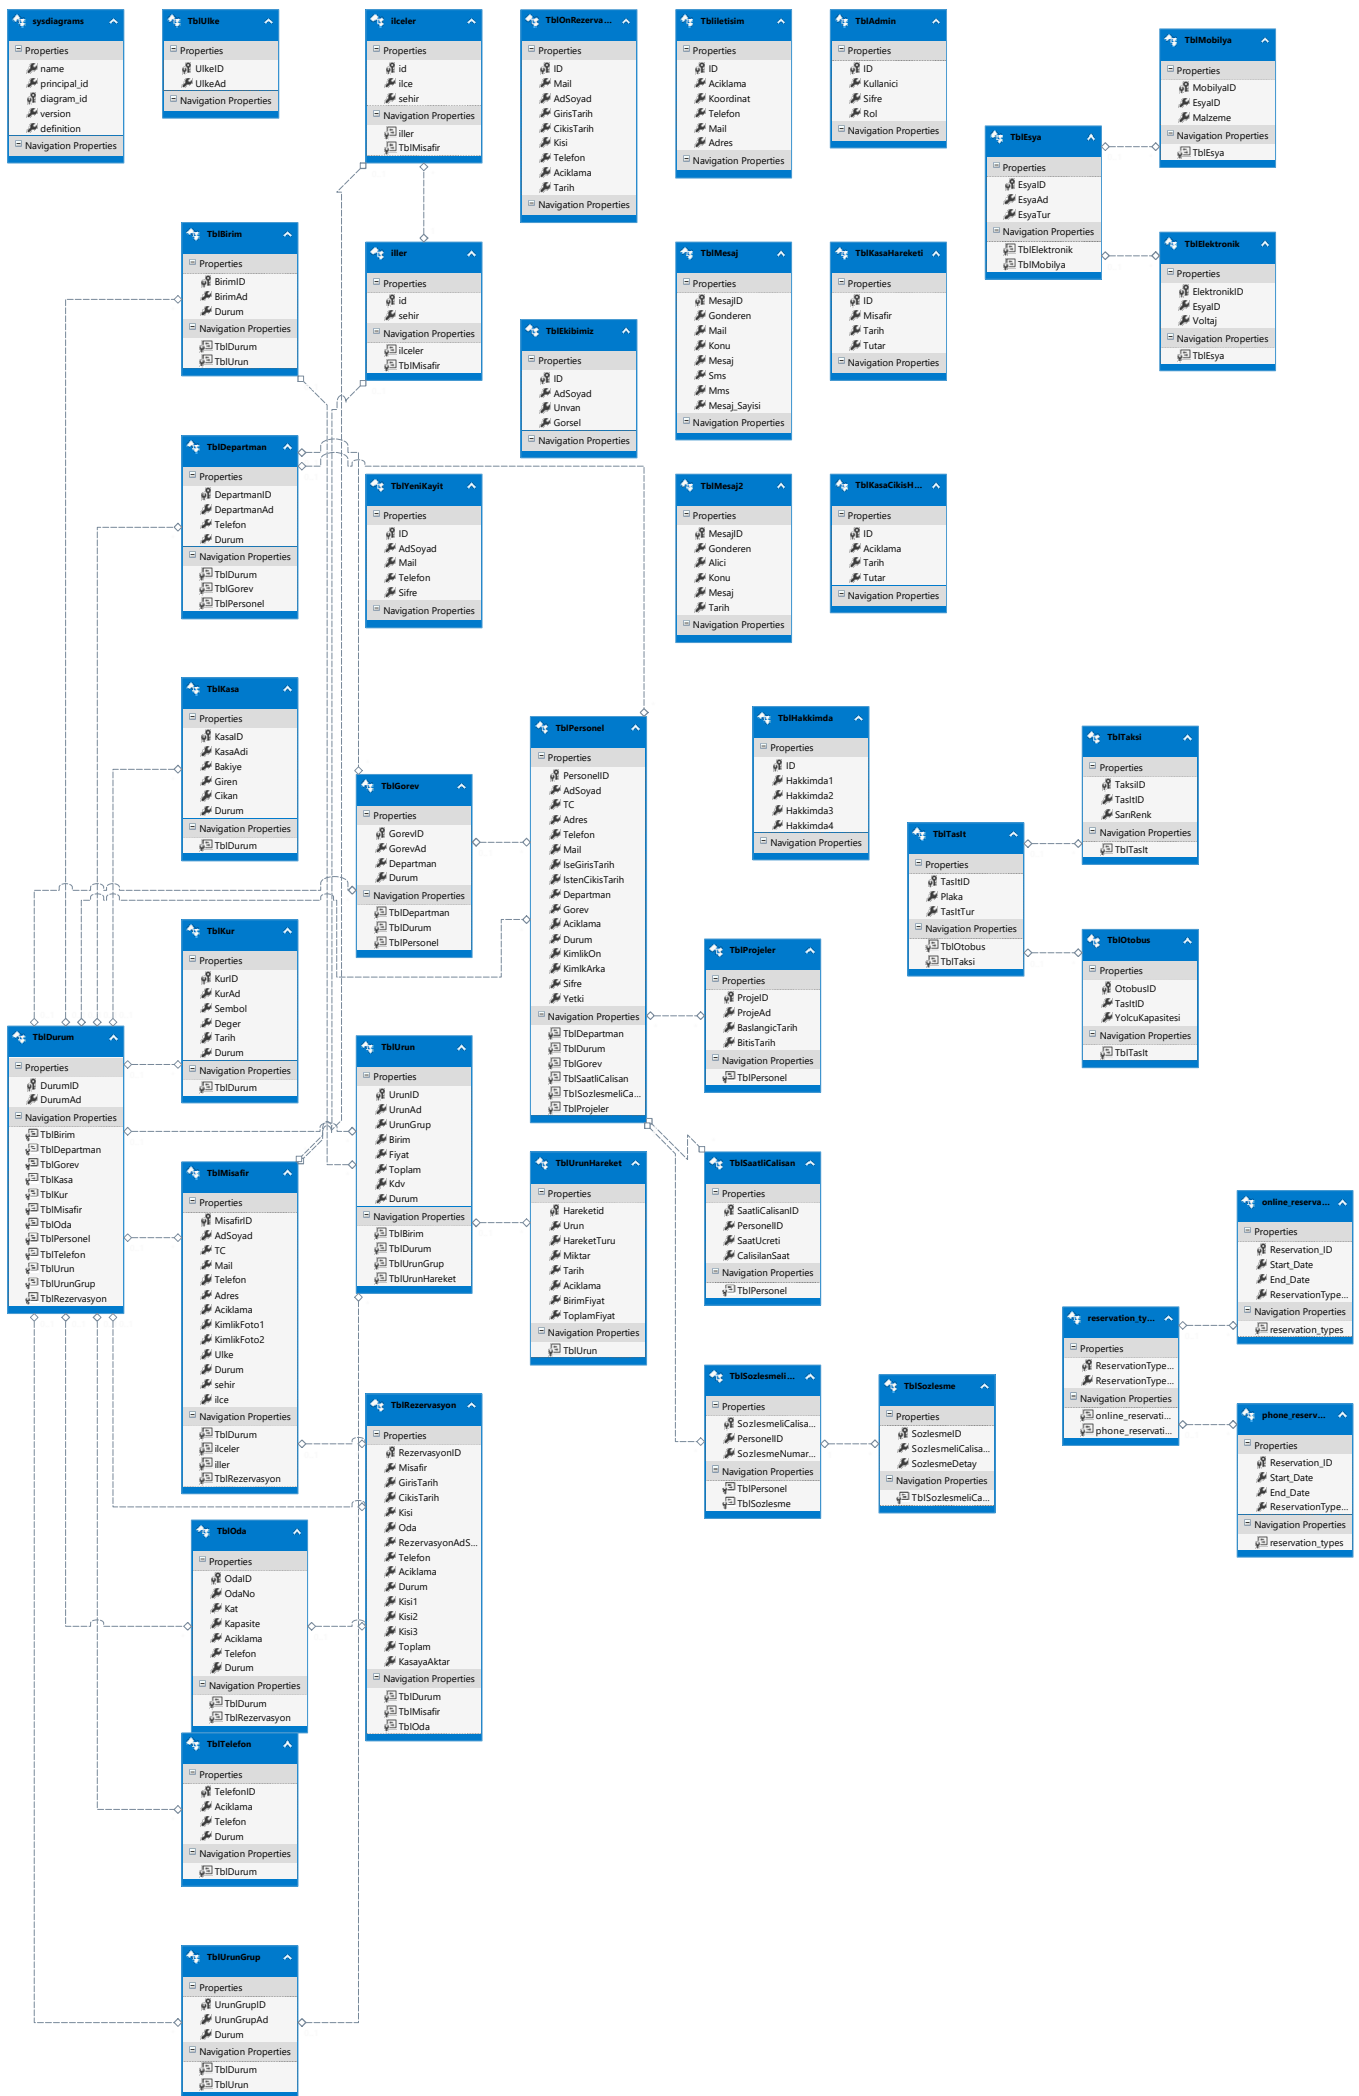 sysdiagrams
Properties
name
principal_id
diagram_id
version
definition
Navigation Properties
TblUlke
Properties
UlkeID
UlkeAd
Navigation Properties
ilceler
Properties
id
ilce
sehir
Navigation Properties
iller
TblMisafir
TblOnRezerva...
Properties
ID
Mail
AdSoyad
GirisTarih
CikisTarih
Kisi
Telefon
Aciklama
Tarih
Navigation Properties
Tbliletisim
Properties
ID
Aciklama
Koordinat
Telefon
Mail
Adres
Navigation Properties
TblAdmin
Properties
ID
Kullanici
Sifre
Rol
Navigation Properties
TblMobilya
Properties
MobilyaID
EsyaID
Malzeme
Navigation Properties
TblEsya
TblEsya
Properties
EsyaID
EsyaAd
EsyaTur
Navigation Properties
TblElektronik
TblMobilya
TblElektronik
Properties
ElektronikID
EsyaID
Voltaj
Navigation Properties
TblEsya
TblBirim
Properties
BirimID
BirimAd
Durum
Navigation Properties
TblDurum
TblUrun
iller
Properties
id
sehir
Navigation Properties
ilceler
TblMisafir
TblEkibimiz
Properties
ID
AdSoyad
Unvan
Gorsel
Navigation Properties
TblMesaj
Properties
MesajID
Gonderen
Mail
Konu
Mesaj
Sms
Mms
Mesaj_Sayisi
Navigation Properties
TblKasaHareketi
Properties
ID
Misafir
Tarih
Tutar
Navigation Properties
TblDepartman
Properties
DepartmanID
DepartmanAd
Telefon
Durum
Navigation Properties
TblDurum
TblGorev
TblPersonel
TblYeniKayit
Properties
ID
AdSoyad
Mail
Telefon
Sifre
Navigation Properties
TblMesaj2
Properties
MesajID
Gonderen
Alici
Konu
Mesaj
Tarih
Navigation Properties
TblKasaCikisH...
Properties
ID
Aciklama
Tarih
Tutar
Navigation Properties
TblKasa
Properties
KasaID
KasaAdi
Bakiye
Giren
Cikan
Durum
Navigation Properties
TblDurum
TblGorev
Properties
GorevID
GorevAd
Departman
Durum
Navigation Properties
TblDepartman
TblDurum
TblPersonel
TblPersonel
Properties
PersonelID
AdSoyad
TC
Adres
Telefon
Mail
IseGirisTarih
IstenCikisTarih
Departman
Gorev
Aciklama
Durum
KimlikOn
KimlkArka
Sifre
Yetki
Navigation Properties
TblDepartman
TblDurum
TblGorev
TblSaatliCalisan
TblSozlesmeliCa...
TblProjeler
TblHakkimda
Properties
ID
Hakkimda1
Hakkimda2
Hakkimda3
Hakkimda4
Navigation Properties
TblTaksi
Properties
TaksiID
TasItID
SarıRenk
Navigation Properties
TblTasIt
TblTasIt
Properties
TasItID
Plaka
TasItTur
Navigation Properties
TblOtobus
TblTaksi
TblOtobus
Properties
OtobusID
TasItID
YolcuKapasitesi
Navigation Properties
TblTasIt
TblKur
Properties
KurID
KurAd
Sembol
Deger
Tarih
Durum
Navigation Properties
TblDurum
TblProjeler
Properties
ProjeID
ProjeAd
BaslangicTarih
BitisTarih
Navigation Properties
TblPersonel
TblDurum
Properties
DurumID
DurumAd
Navigation Properties
TblBirim
TblDepartman
TblGorev
TblKasa
TblKur
TblMisafir
TblOda
TblPersonel
TblTelefon
TblUrun
TblUrunGrup
TblRezervasyon
TblUrun
Properties
UrunID
UrunAd
UrunGrup
Birim
Fiyat
Toplam
Kdv
Durum
Navigation Properties
TblBirim
TblDurum
TblUrunGrup
TblUrunHareket
TblMisafir
Properties
MisafirID
AdSoyad
TC
Mail
Telefon
Adres
Aciklama
KimlikFoto1
KimlikFoto2
Ulke
Durum
sehir
ilce
Navigation Properties
TblDurum
ilceler
iller
TblRezervasyon
TblUrunHareket
Properties
Hareketid
Urun
HareketTuru
Miktar
Tarih
Aciklama
BirimFiyat
ToplamFiyat
Navigation Properties
TblUrun
TblSaatliCalisan
Properties
SaatliCalisanID
PersonelID
SaatUcreti
CalisilanSaat
Navigation Properties
TblPersonel
online_reserva...
Properties
Reservation_ID
Start_Date
End_Date
ReservationType...
Navigation Properties
reservation_types
reservation_ty...
Properties
ReservationType...
ReservationType...
Navigation Properties
online_reservati...
phone_reservati...
phone_reserv...
Properties
Reservation_ID
Start_Date
End_Date
ReservationType...
Navigation Properties
reservation_types
TblSozlesmeli...
Properties
SozlesmeliCalisa...
PersonelID
SozlesmeNumar...
Navigation Properties
TblPersonel
TblSozlesme
TblSozlesme
Properties
SozlesmeID
SozlesmeliCalisa...
SozlesmeDetay
Navigation Properties
TblSozlesmeliCa...
TblRezervasyon
Properties
RezervasyonID
Misafir
GirisTarih
CikisTarih
Kisi
Oda
RezervasyonAdS...
Telefon
Aciklama
Durum
Kisi1
Kisi2
Kisi3
Toplam
KasayaAktar
Navigation Properties
TblDurum
TblMisafir
TblOda
TblOda
Properties
OdaID
OdaNo
Kat
Kapasite
Aciklama
Telefon
Durum
Navigation Properties
TblDurum
TblRezervasyon
TblTelefon
Properties
TelefonID
Aciklama
Telefon
Durum
Navigation Properties
TblDurum
TblUrunGrup
Properties
UrunGrupID
UrunGrupAd
Durum
Navigation Properties
TblDurum
TblUrun